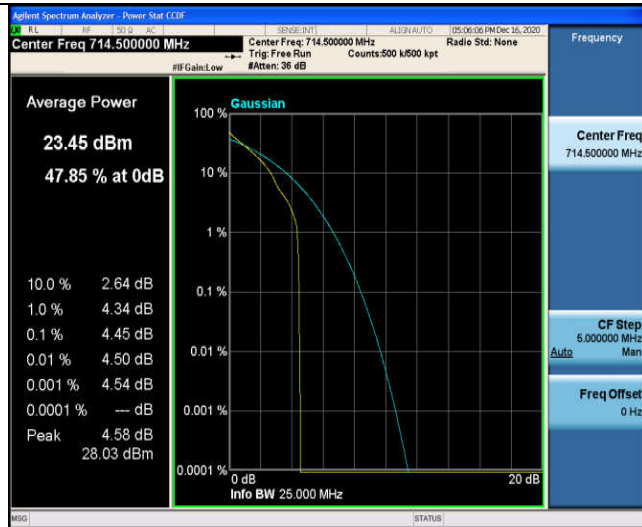 Agilent Spectrum Analyzer - Power Stat CCDF
RL RF 50 Ω AC SENSE:INT ALIGN AUTO 05:06:06 PM Dec 16, 2020
Center Freq 714.500000 MHz
Center Freq: 714.500000 MHz Radio Std: None
Trig: Free Run Counts:500 k/500 kpt
#IFGain:Low #Atten: 36 dB
Frequency
Average Power
23.45 dBm
47.85 % at 0dB
10.0 % 2.64 dB
1.0 % 4.34 dB
0.1 % 4.45 dB
0.01 % 4.50 dB
0.001 % 4.54 dB
0.0001 % --- dB
Peak 4.58 dB
28.03 dBm
Gaussian
100 %
10 %
1 %
0.1 %
0.01 %
0.001 %
0.0001 %
0 dB 20 dB
Info BW 25.000 MHz
Center Freq
714.500000 MHz
CF Step
5.000000 MHz
Auto Man
Freq Offset
0 Hz
MSG STATUS